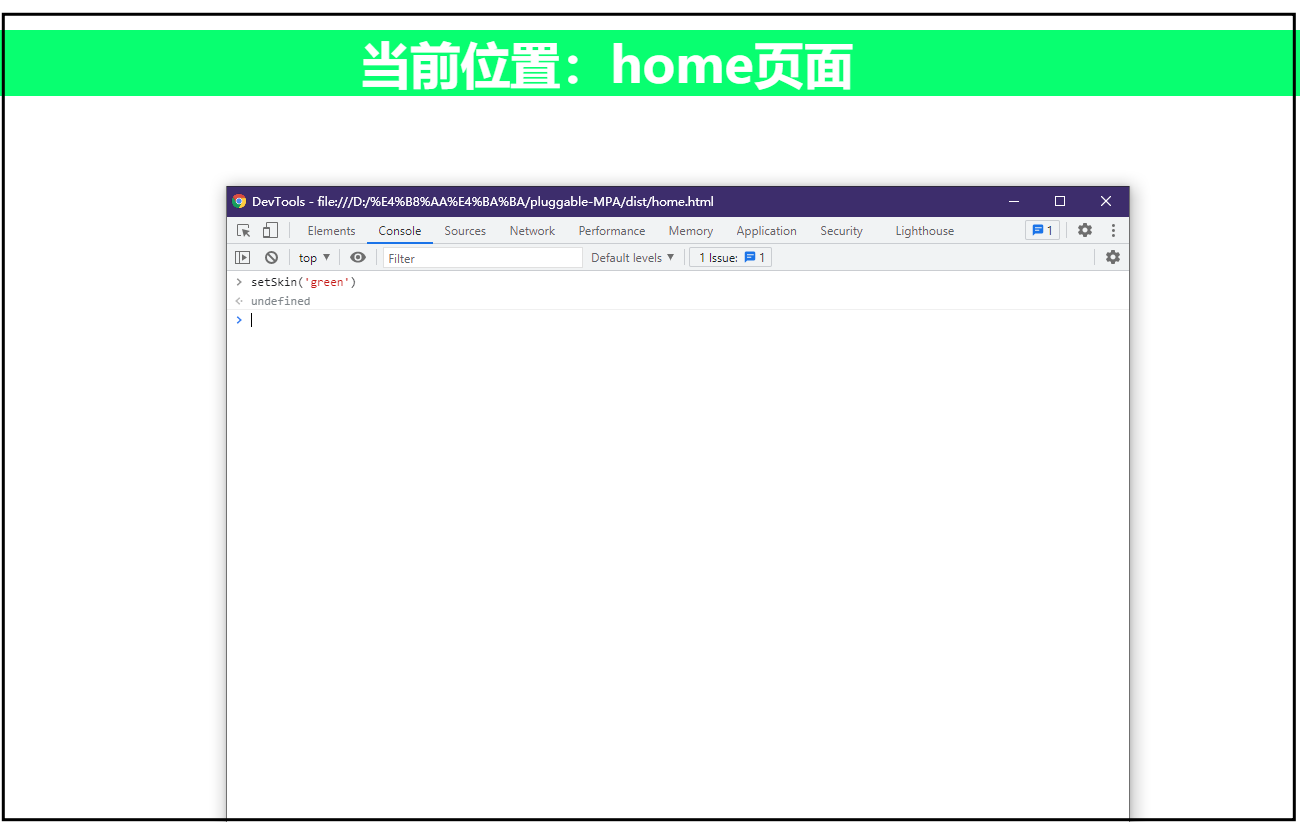 当前位置：home页面
DevTools - file:///D:/%E4%B8%AA%E4%BA%BA/pluggable-MPA/dist/home.html
Elements Console Sources Network Performance Memory Application Security Lighthouse 1
top Filter Default levels 1 Issue: 1
setSkin('green')
undefined